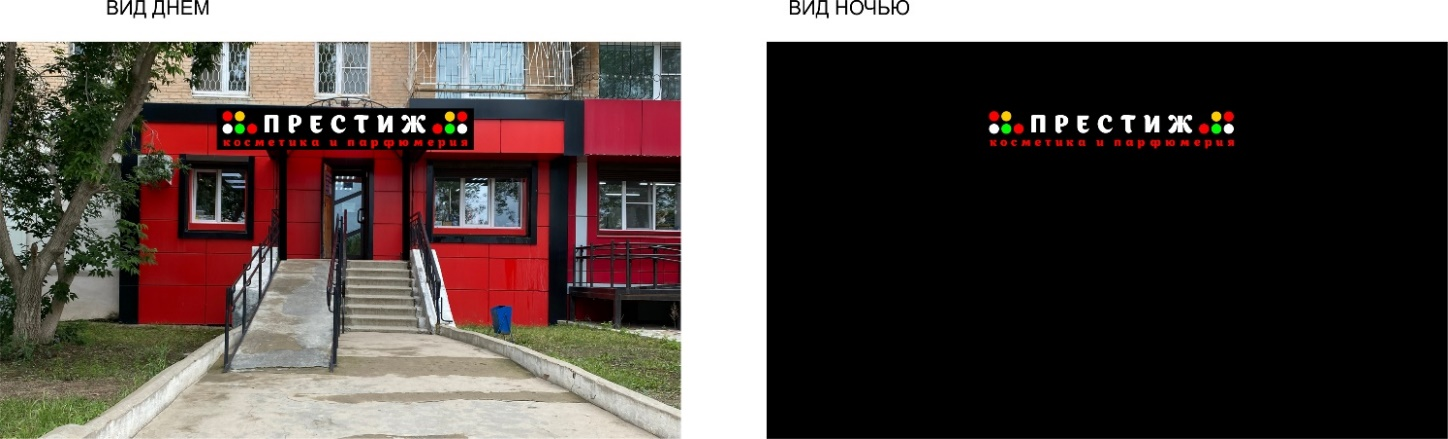 ВИД ДНЕМ
ВИД НОЧЬЮ
ПРЕСТИЖ
косметика и парфюмерия
ПРЕСТИЖ
косметика и парфюмерия